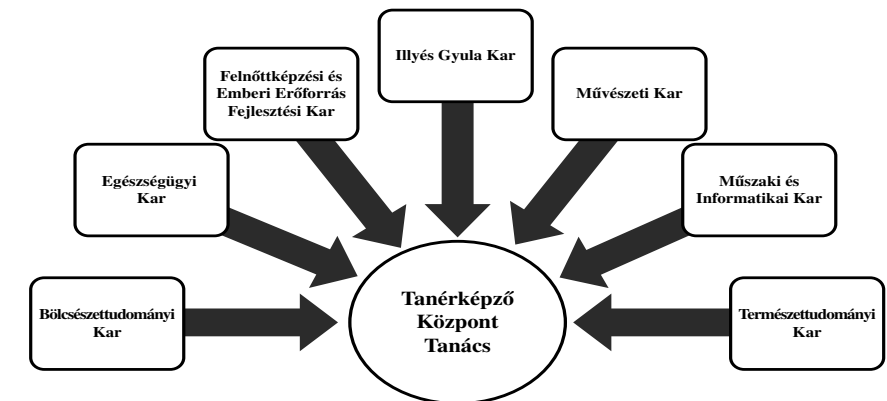 Bölcsészettudományi
Kar
Egészségügyi
Kar
Felnőttképzési és
Emberi Erőforrás
Fejlesztési Kar
Illyés Gyula Kar
Művészeti Kar
Műszaki és
Informatikai Kar
Természettudományi
Kar
Tanérképző
Központ
Tanács